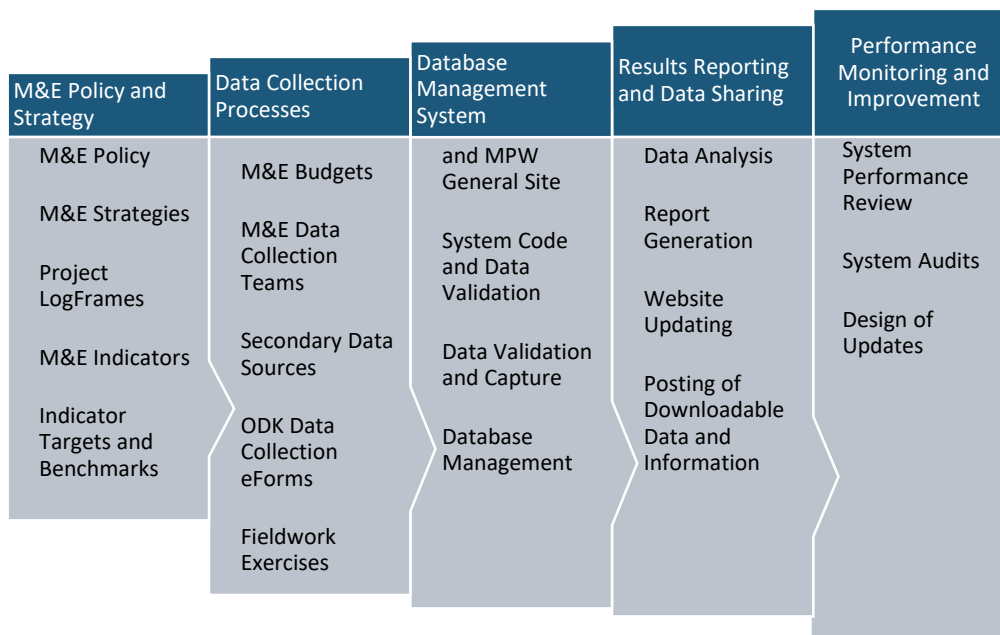 M&E Policy and
Strategy
M&E Policy
M&E Strategies
Project
LogFrames
M&E Indicators
Indicator
Targets and
Benchmarks
Data Collection
Processes
M&E Budgets
M&E Data
Collection
Teams
Secondary Data
Sources
ODK Data
Collection
eForms
Fieldwork
Exercises
Database
Management
System
and MPW
General Site
System Code
and Data
Validation
Data Validation
and Capture
Database
Management
Results Reporting
and Data Sharing
Data Analysis
Report
Generation
Website
Updating
Posting of
Downloadable
Data and
Information
Performance
Monitoring and
Improvement
System
Performance
Review
System Audits
Design of
Updates